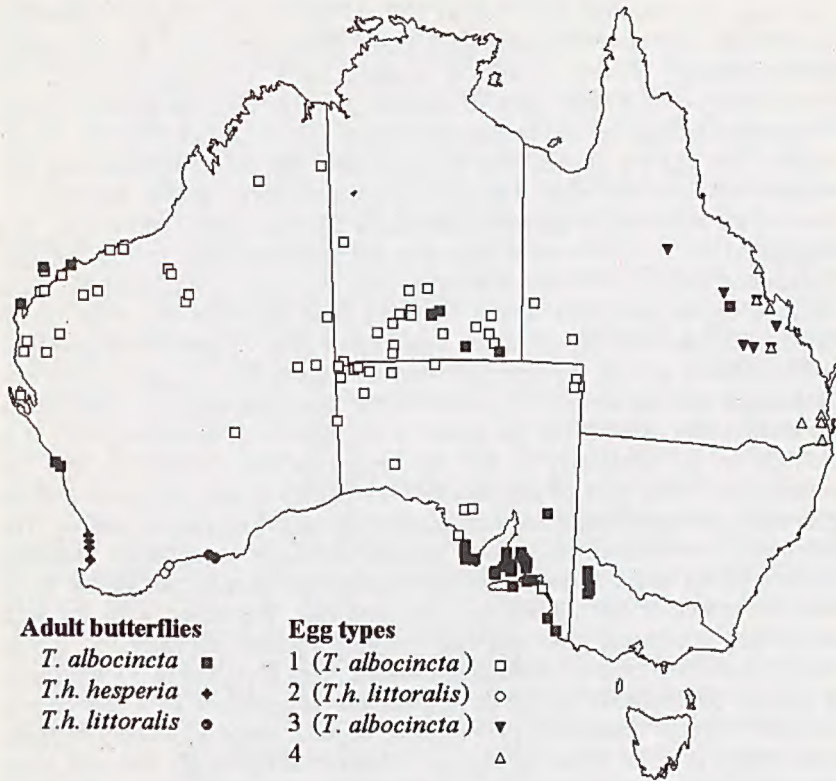 Adult butterflies
T. albocincta
T.h. hesperia
T.h. littoralis
Egg types
1 (T. albocincta)
2 (T.h. littoralis)
3 (T. albocincta)
4